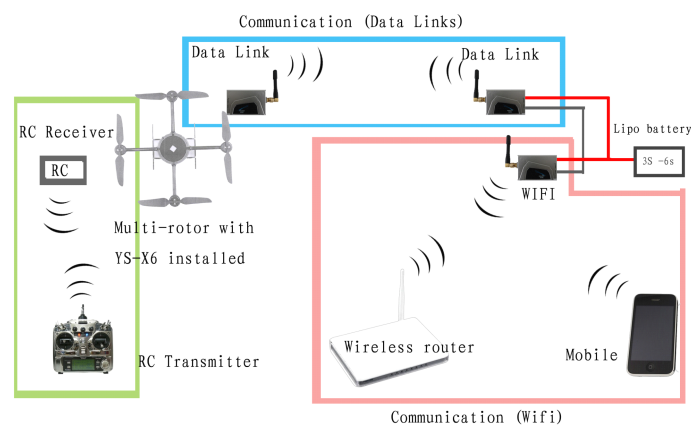 Communication (Data Links)
Data Link
Data Link
RC Receiver
RC
Lipo battery
3S -6s
WIFI
Multi-rotor with
YS-X6 installed
Wireless router
Mobile
RC Transmitter
Communication (Wifi)